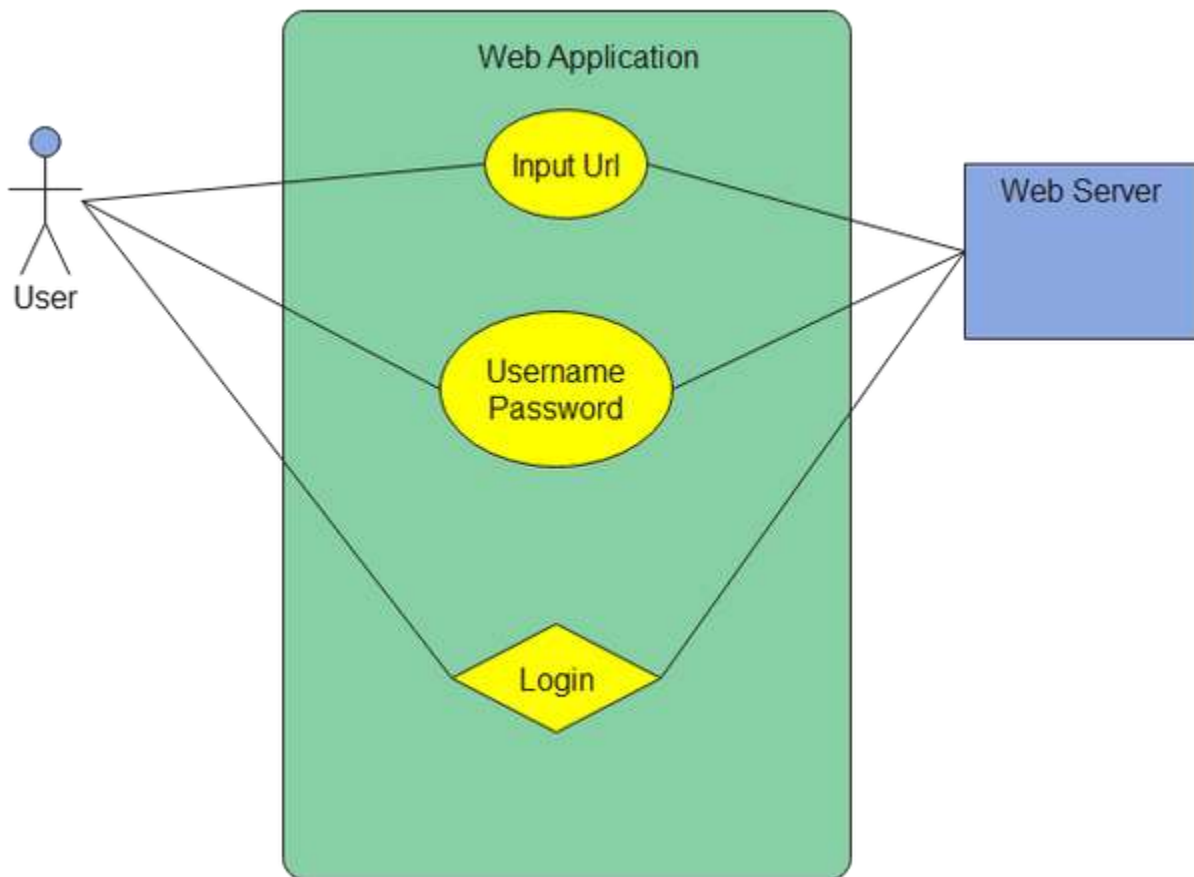 Web Application
Input Url
Web Server
User
Username
Password
Login